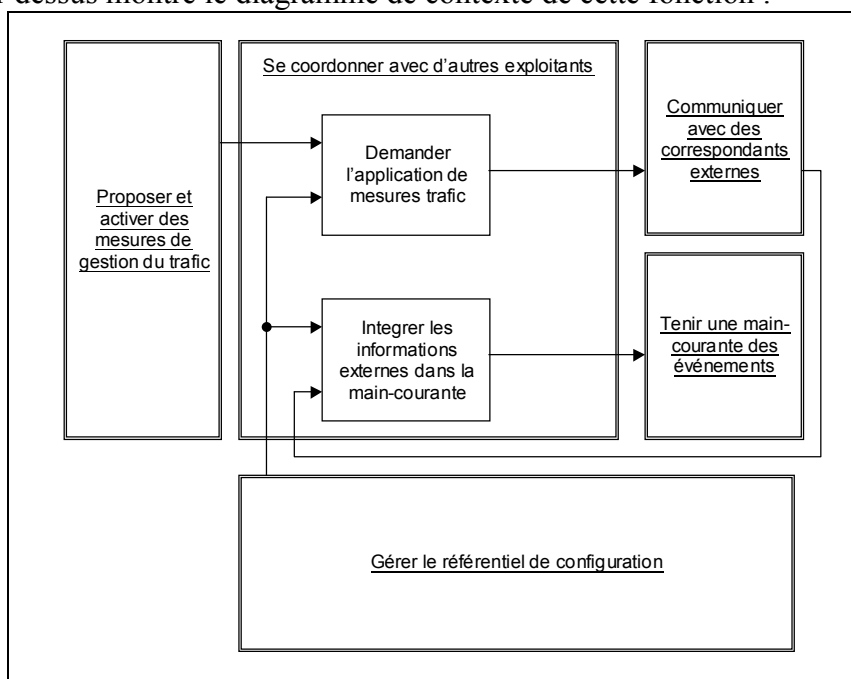 dessus montre le diagramme de contexte de cette fonction :
Se coordonner avec d'autres exploitants
Communiquer
avec des
correspondants
externes
Demander
l'application de
mesures trafic
Proposer et
activer des
mesures de
gestion du trafic
Integrer les
informations
externes dans la
main-courante
Tenir une main-
courante des
événements
Gérer le référentiel de configuration